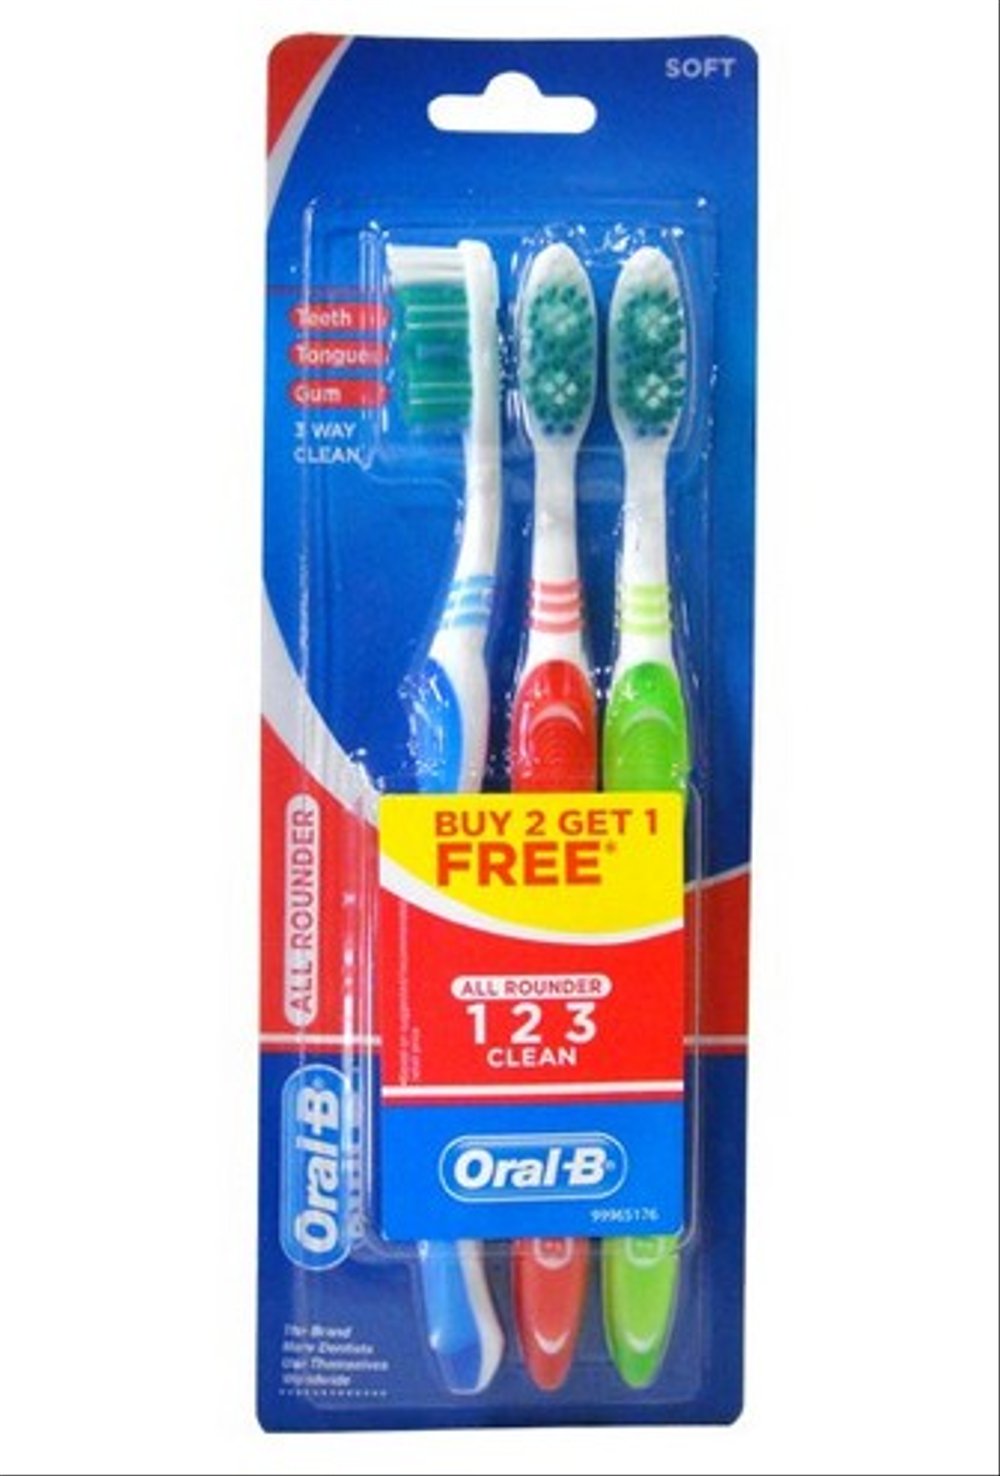 SOFT
Teeth
Tongue
Gum
3 WAY
CLEAN
BUY 2 GET 1
FREE*
ALL ROUNDER
1 2 3
CLEAN
Oral-B
99965176
ALL ROUNDER
Oral-B
The Brand
More Dentists
Use Themselves
Worldwide